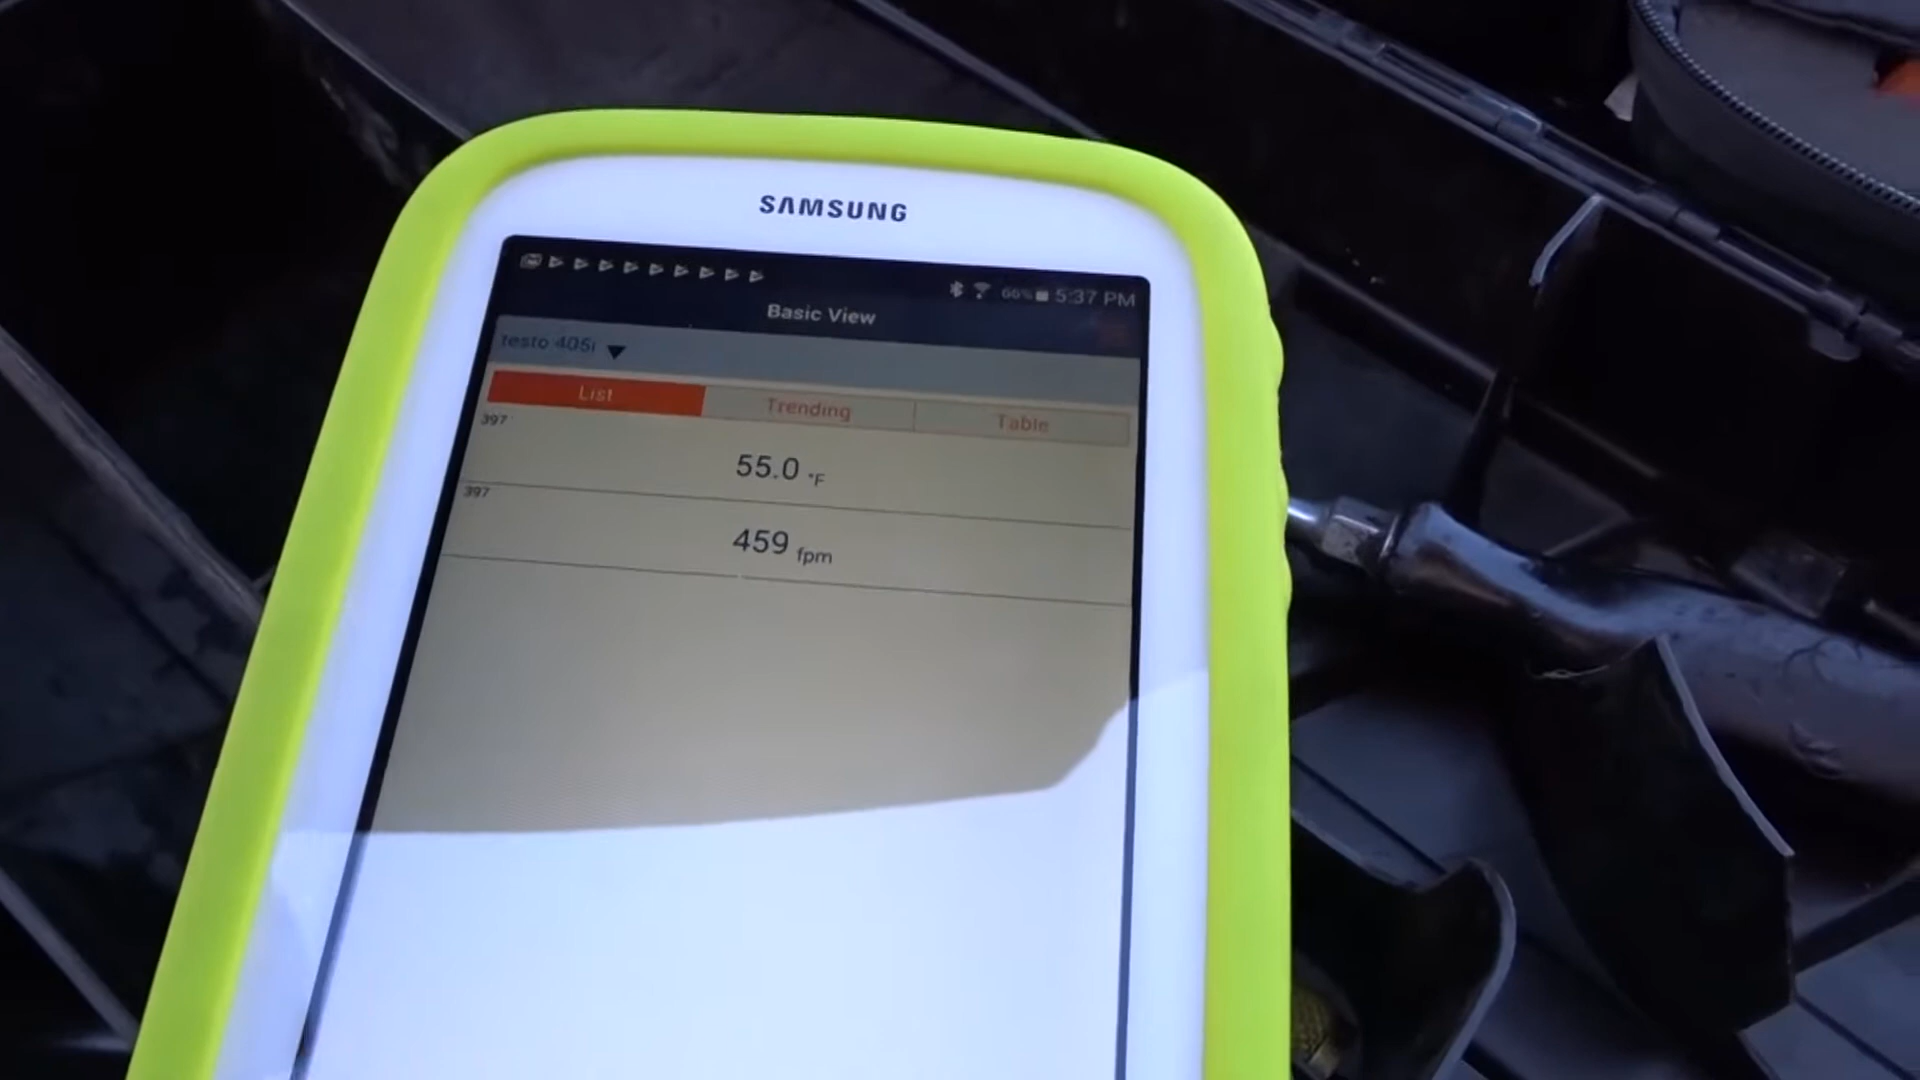 SAMSUNG
66% 5:37 PM
Basic View
testo 405i
List Trending Table
397
55.0 °F
397
459 fpm